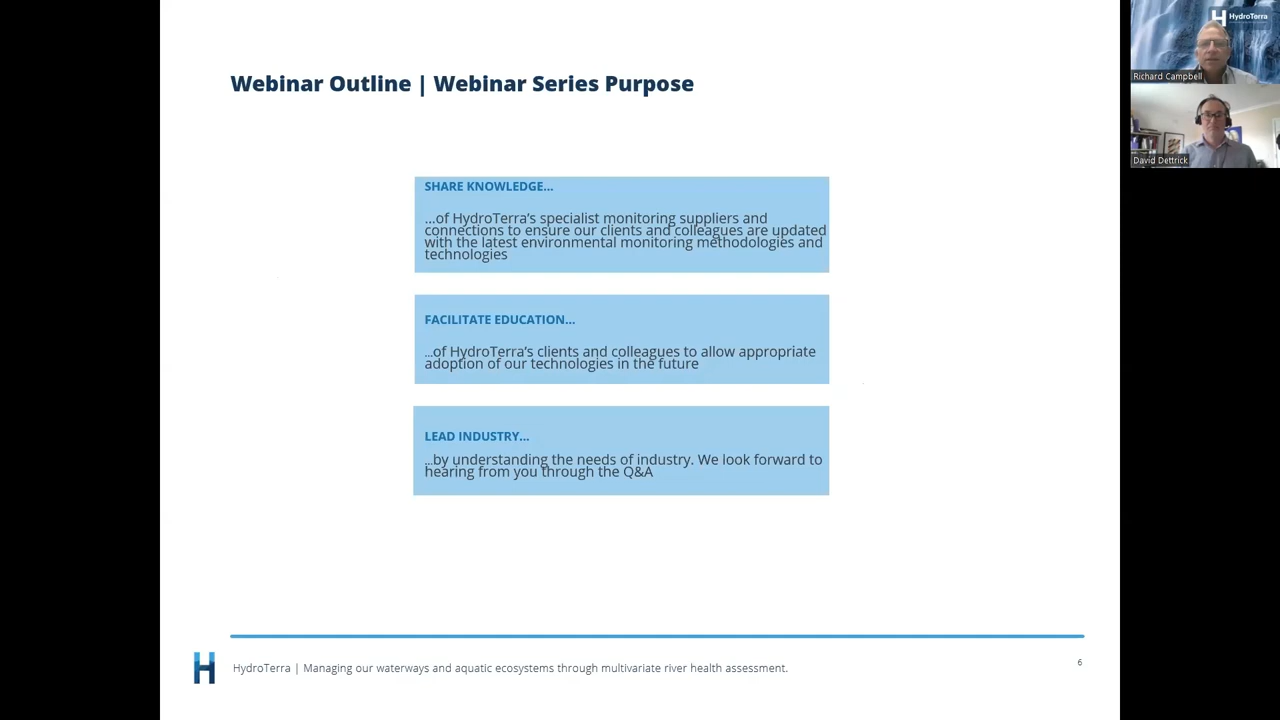 Webinar Outline | Webinar Series Purpose
SHARE KNOWLEDGE...
...of HydroTerra's specialist monitoring suppliers and
connections to ensure our clients and colleagues are updated
with the latest environmental monitoring methodologies and
technologies
FACILITATE EDUCATION...
...of HydroTerra's clients and colleagues to allow appropriate
adoption of our technologies in the future
LEAD INDUSTRY...
...by understanding the needs of industry. We look forward to
hearing from you through the Q&A
HydroTerra | Managing our waterways and aquatic ecosystems through multivariate river health assessment.
6
HydroTerra
Richard Campbell
David Dettrick